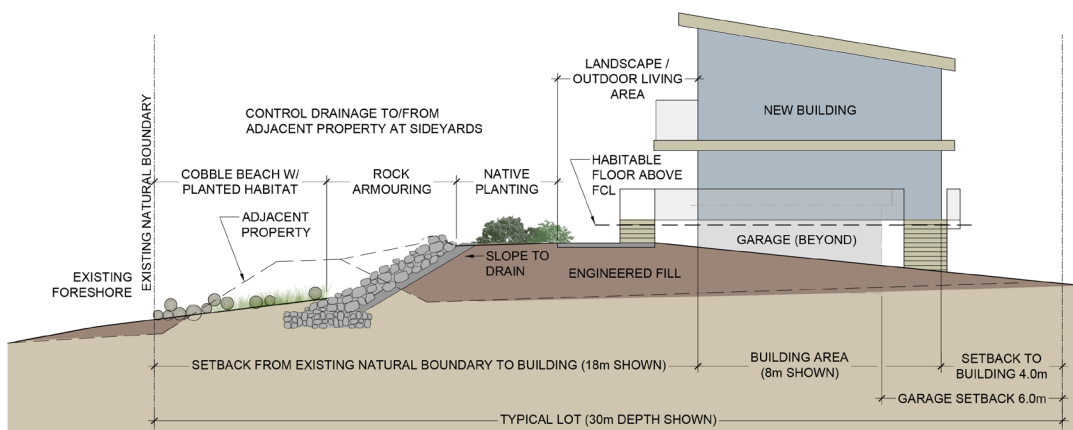 LANDSCAPE /
OUTDOOR LIVING
AREA
NEW BUILDING
CONTROL DRAINAGE TO/FROM
ADJACENT PROPERTY AT SIDEYARDS
EXISTING NATURAL BOUNDARY
COBBLE BEACH W/
PLANTED HABITAT
ROCK
ARMOURING
NATIVE
PLANTING
HABITABLE
FLOOR ABOVE
FCL
ADJACENT
PROPERTY
GARAGE (BEYOND)
SLOPE TO
DRAIN
ENGINEERED FILL
EXISTING
FORESHORE
SETBACK FROM EXISTING NATURAL BOUNDARY TO BUILDING (18m SHOWN)
BUILDING AREA
(8m SHOWN)
SETBACK TO
BUILDING 4.0m
GARAGE SETBACK 6.0m
TYPICAL LOT (30m DEPTH SHOWN)